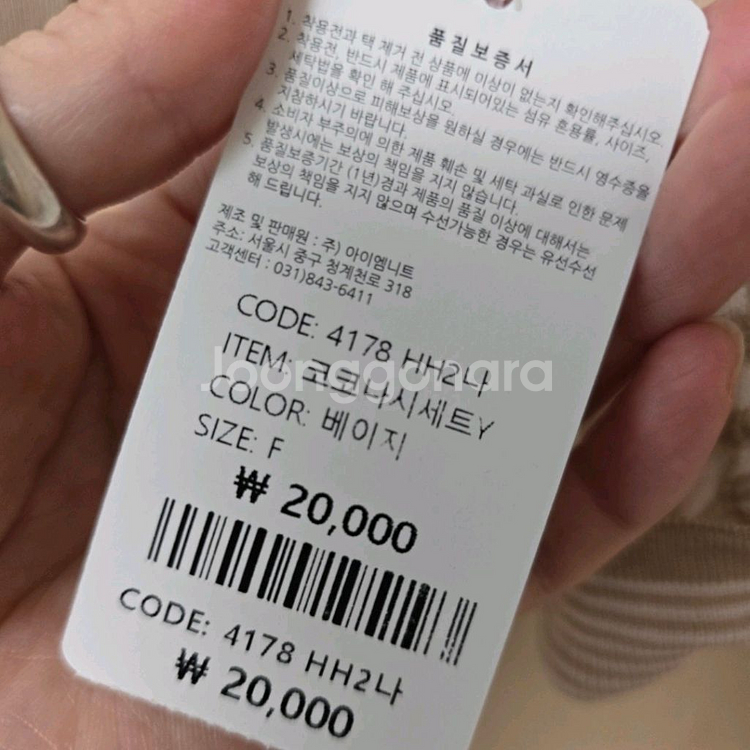 품질보증서
1. 착용전과 택 제거 전 상품에 이상이 없는지 확인해주십시오.
2. 착용전, 반드시 제품에 표시되어있는 섬유 혼용률, 사이즈,
세탁법을 확인 해 주십시오.
3. 품질이상으로 피해보상을 원하실 경우에는 반드시 영수증을
지참하시기 바랍니다.
4. 소비자 부주의에 의한 제품 훼손 및 세탁 과실로 인한 문제
발생시에는 보상의 책임을 지지 않습니다.
5. 품질보증기간 (1년)경과 제품의 품질 이상에 대해서는
보상의 책임을 지지 않으며 수선가능한 경우는 유선수선
해 드립니다.
제조 및 판매원 : 주) 아이엠니트
주소: 서울시 중구 청계천로 318
고객센터 : 031)843-6411
CODE: 4178 HH2나
ITEM: 코코나시세트Y
Joonggonara
COLOR: 베이지
SIZE: F
₩ 20,000
CODE: 4178 HH2나
₩ 20,000